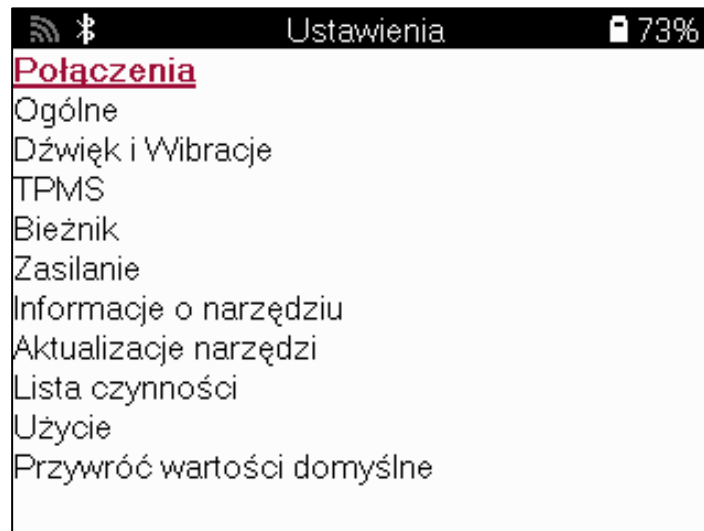 Ustawienia 73%
Połączenia
Ogólne
Dźwięk i Wibracje
TPMS
Bieżnik
Zasilanie
Informacje o narzędziu
Aktualizacje narzędzi
Lista czynności
Użycie
Przywróć wartości domyślne